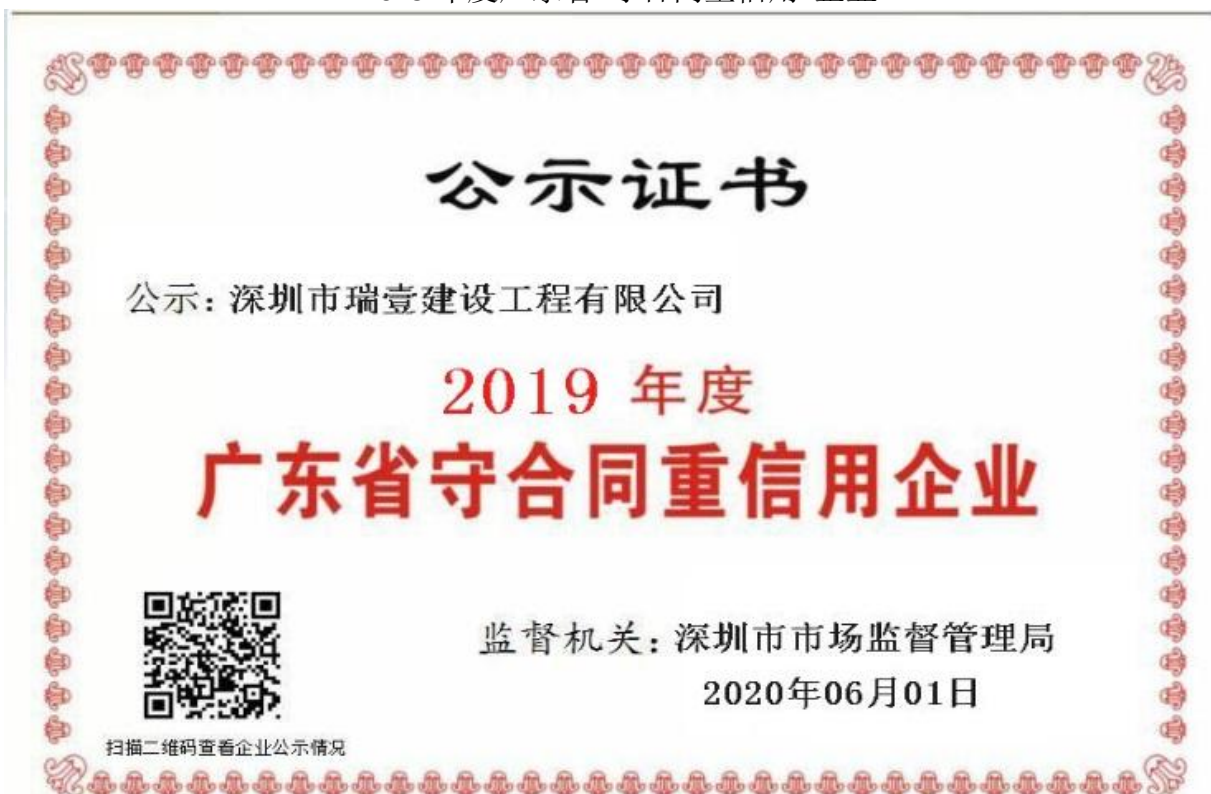 公示证书
公示：深圳市瑞壹建设工程有限公司
2019 年度
广东省守合同重信用企业
监督机关：深圳市市场监督管理局
2020年06月01日
扫描二维码查看企业公示情况